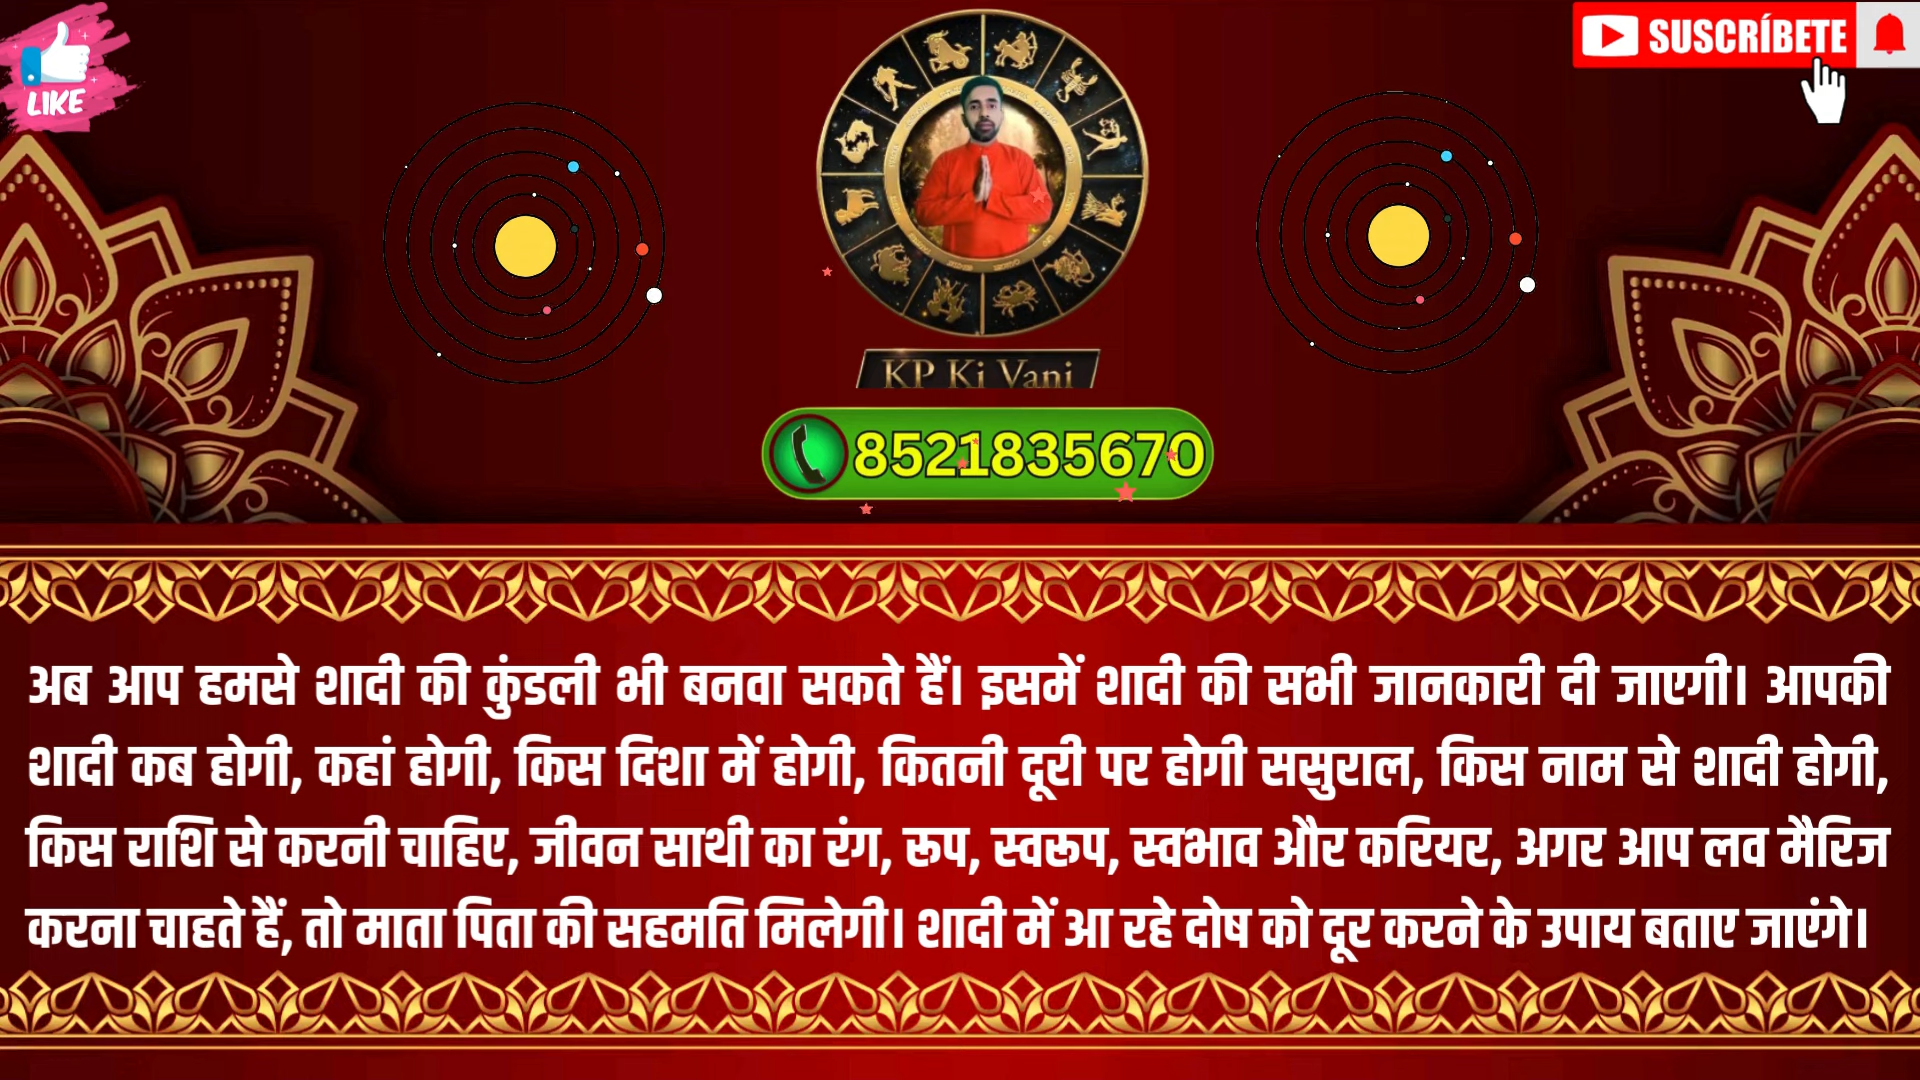 LIKE
SUSCRÍBETE
KP Ki Vani
8521835670
अब आप हमसे शादी की कुंडली भी बनवा सकते हैं। इसमें शादी की सभी जानकारी दी जाएगी। आपकी
शादी कब होगी, कहां होगी, किस दिशा में होगी, कितनी दूरी पर होगी ससुराल, किस नाम से शादी होगी,
किस राशि से करनी चाहिए, जीवन साथी का रंग, रूप, स्वरूप, स्वभाव और करियर, अगर आप लव मैरिज
करना चाहते हैं, तो माता पिता की सहमति मिलेगी। शादी में आ रहे दोष को दूर करने के उपाय बताए जाएंगे।